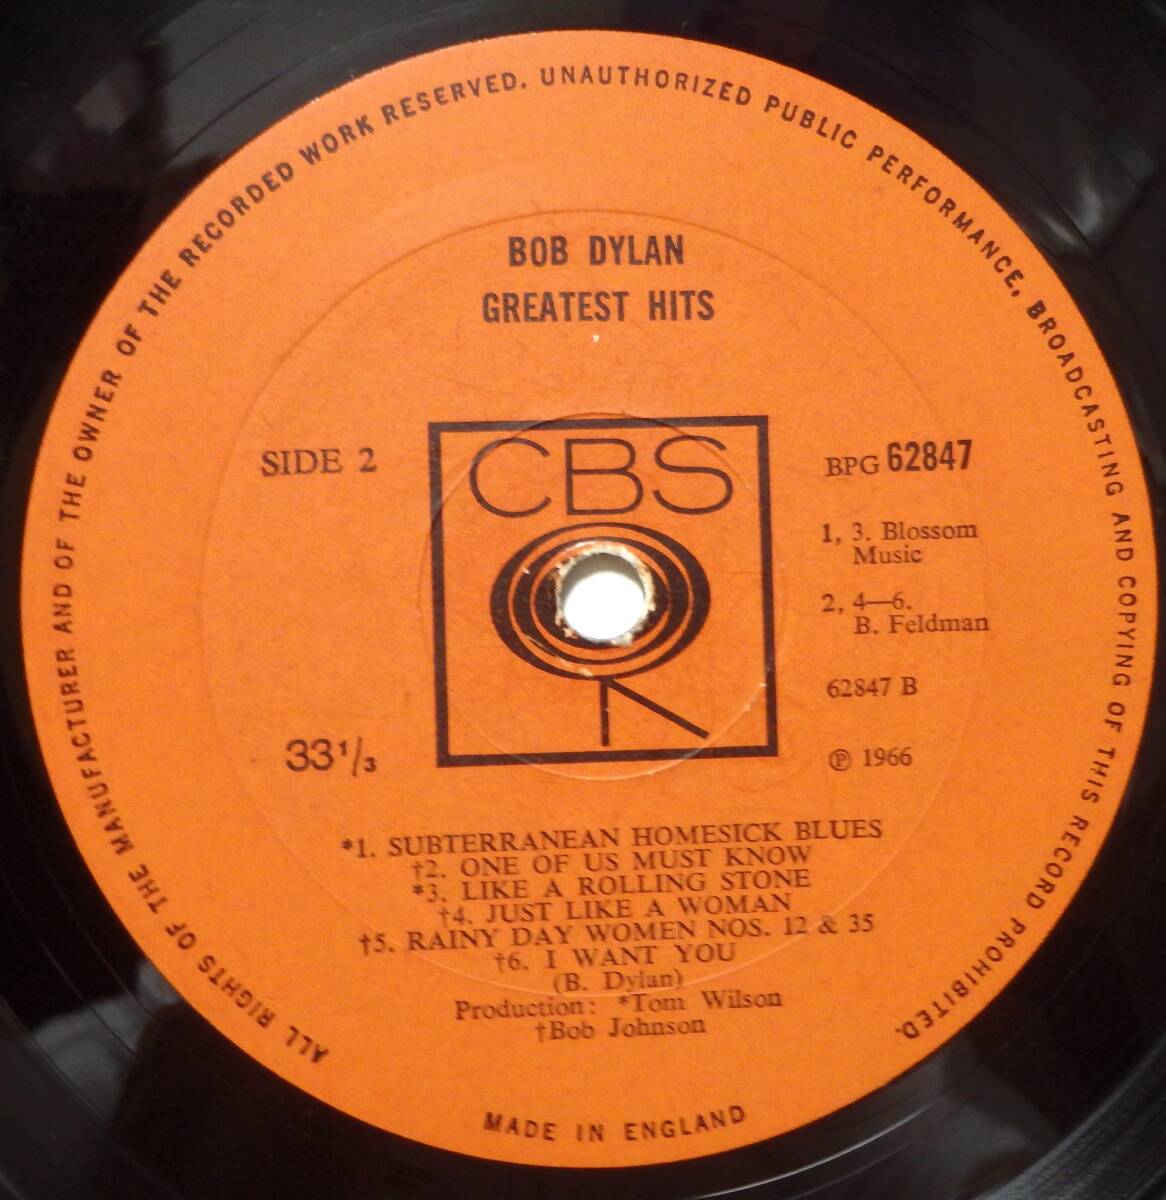 ALL RIGHTS OF THE MANUFACTURER AND OF THE OWNER OF THE RECORDED WORK RESERVED. UNAUTHORIZED PUBLIC PERFORMANCE, BROADCASTING AND COPYING OF THIS RECORD PROHIBITED.
BOB DYLAN
GREATEST HITS
SIDE 2
CBS
BPG 62847
1, 3. Blossom
Music
2, 4—6.
B. Feldman
62847 B
33 1/3
℗ 1966
*1. SUBTERRANEAN HOMESICK BLUES
†2. ONE OF US MUST KNOW
*3. LIKE A ROLLING STONE
†4. JUST LIKE A WOMAN
†5. RAINY DAY WOMEN NOS. 12 & 35
†6. I WANT YOU
(B. Dylan)
Production: *Tom Wilson
†Bob Johnson
MADE IN ENGLAND